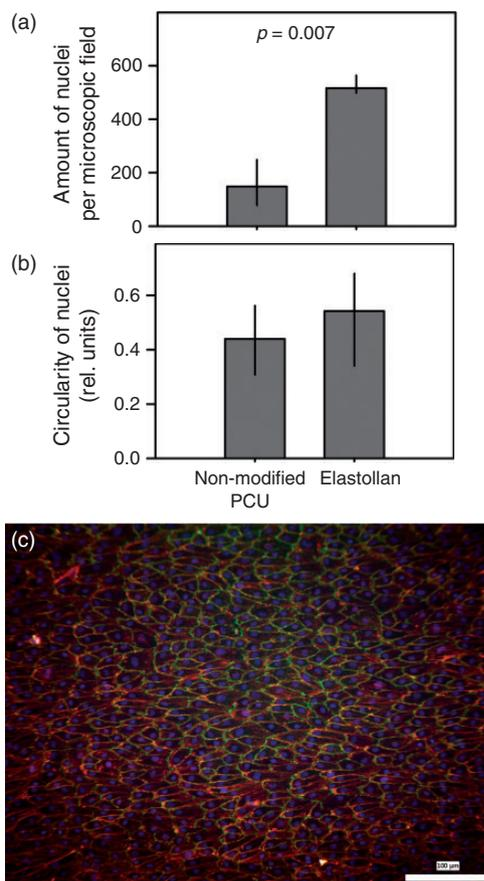 (a)
p = 0.007
Amount of nuclei
per microscopic field
600
400
200
0
(b)
Circularity of nuclei
(rel. units)
0.6
0.4
0.2
0.0
Non-modified Elastollan
PCU
(c)
100 µm